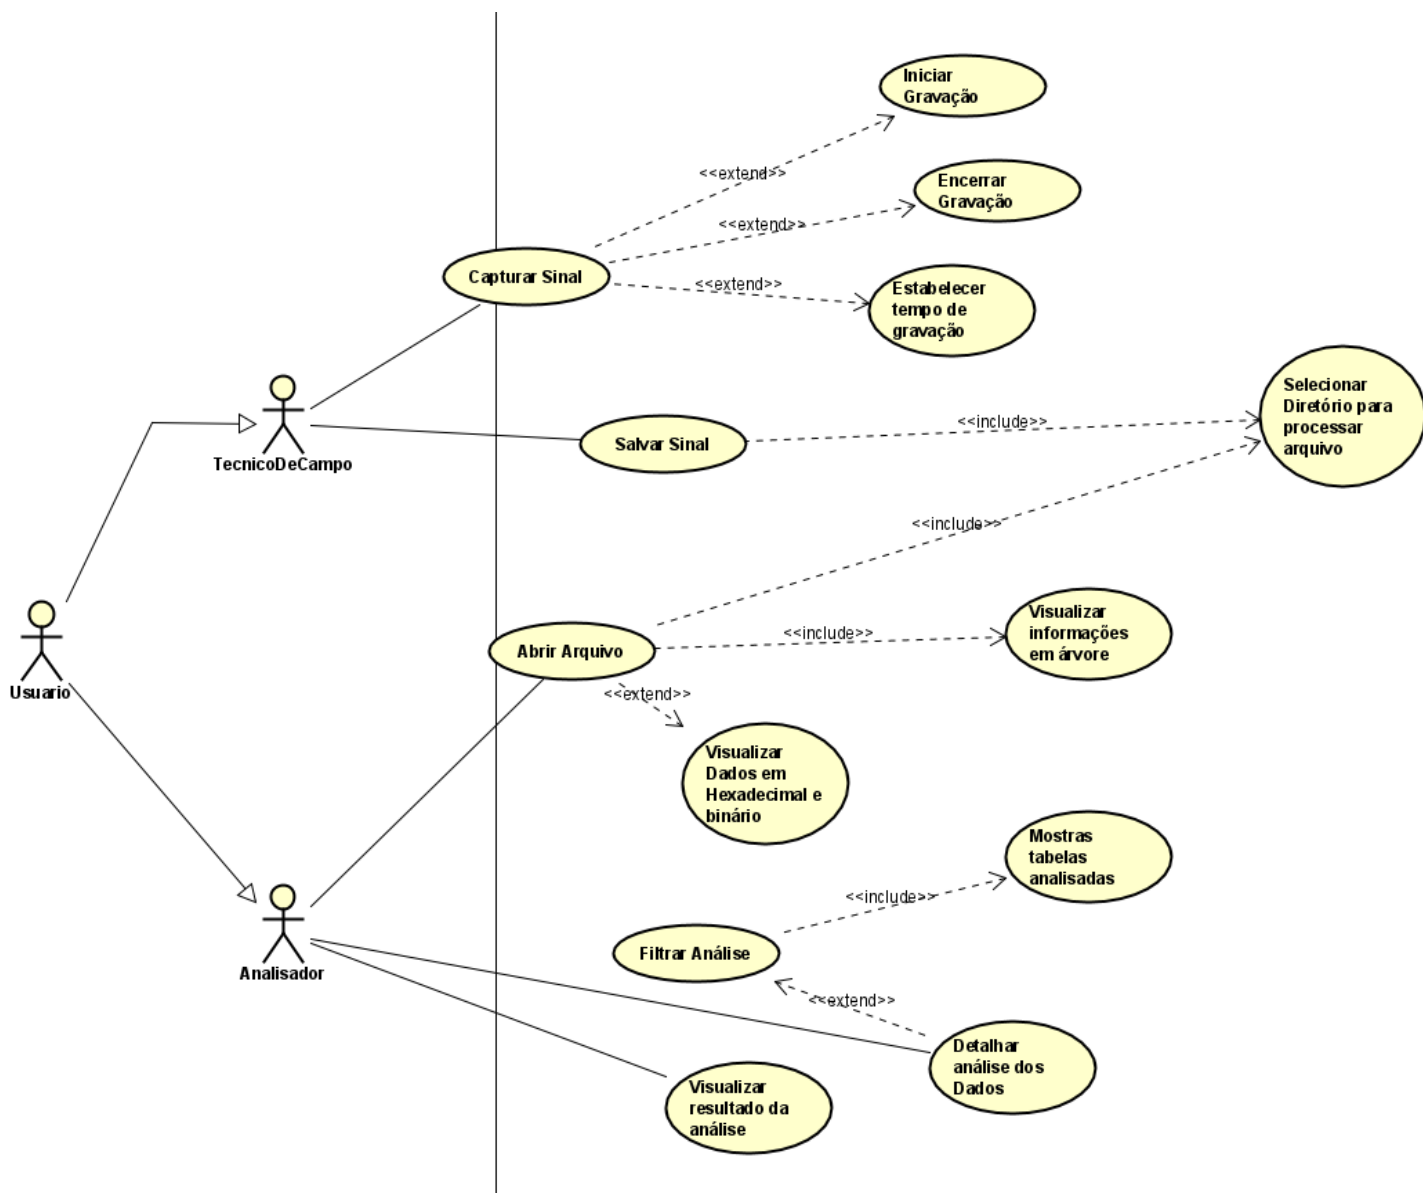 Iniciar
Gravação
<<extend>>
Encerrar
Gravação
<<extend>>
Capturar Sinal
<<extend>>
Estabelecer
tempo de
gravação
Selecionar
Diretório para
processar
arquivo
TecnicoDeCampo
Salvar Sinal
<<include>>
<<include>>
Usuario
Abrir Arquivo
<<include>>
Visualizar
informações
em árvore
<<extend>>
Visualizar
Dados em
Hexadecimal e
binário
Mostras
tabelas
analisadas
<<include>>
Analisador
Filtrar Análise
<<extend>>
Detalhar
análise dos
Dados
Visualizar
resultado da
análise